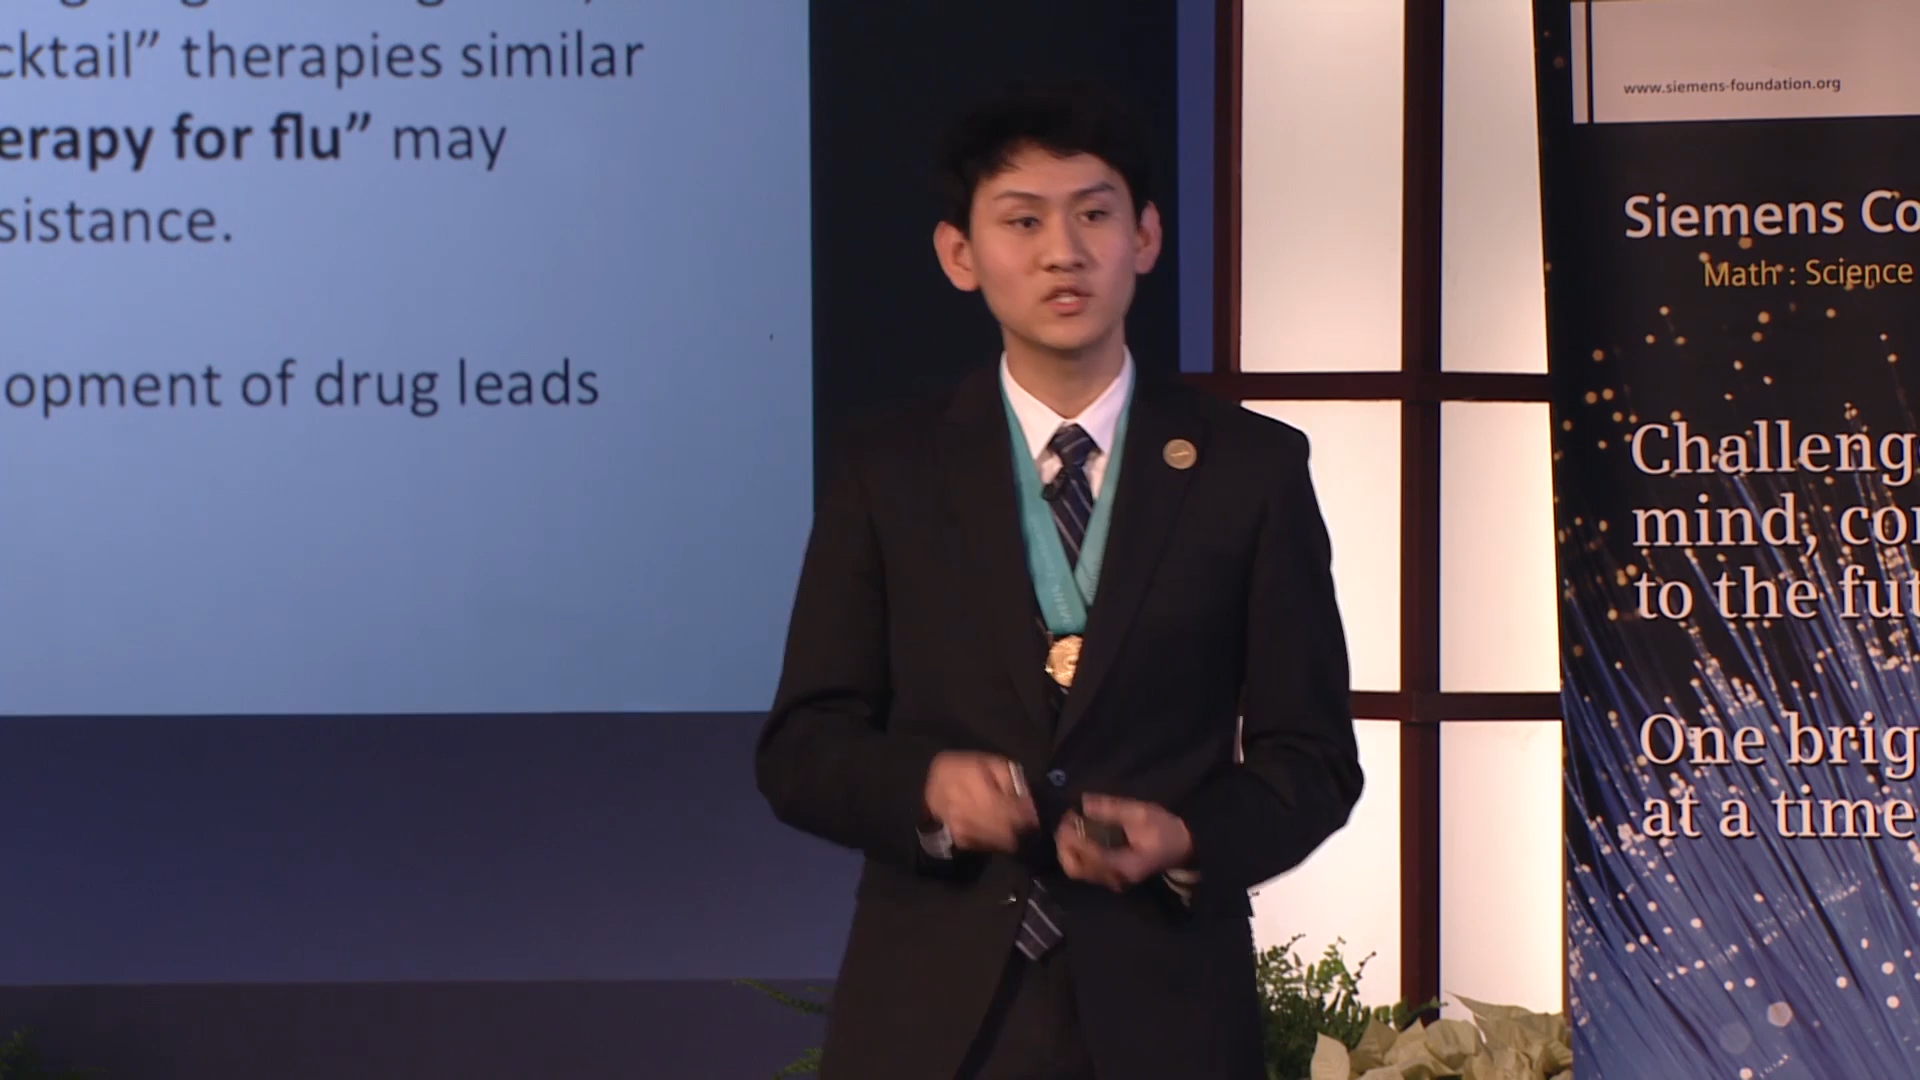 cktail” therapies similar
erapy for flu” may
sistance.
opment of drug leads
www.siemens-foundation.org
Siemens Co
Math : Science
Challeng
mind, co
to the fut
One brig
at a time